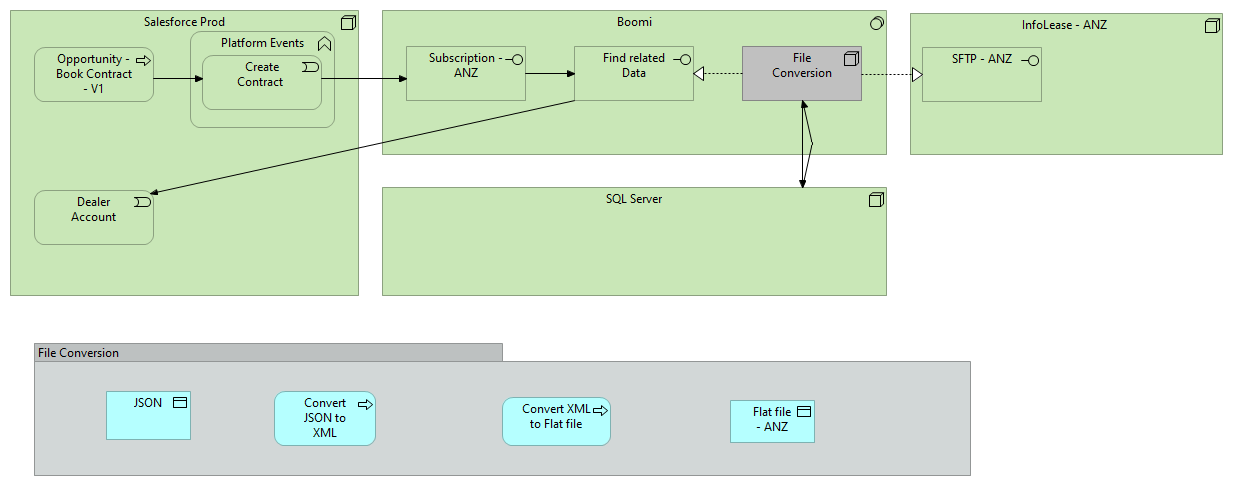 Salesforce Prod
Opportunity -
Book Contract
- V1
Platform Events
Create
Contract
Dealer
Account
Boomi
Subscription -
ANZ
Find related
Data
File
Conversion
InfoLease - ANZ
SFTP - ANZ
SQL Server
File Conversion
JSON
Convert
JSON to
XML
Convert XML
to Flat file
Flat file
- ANZ